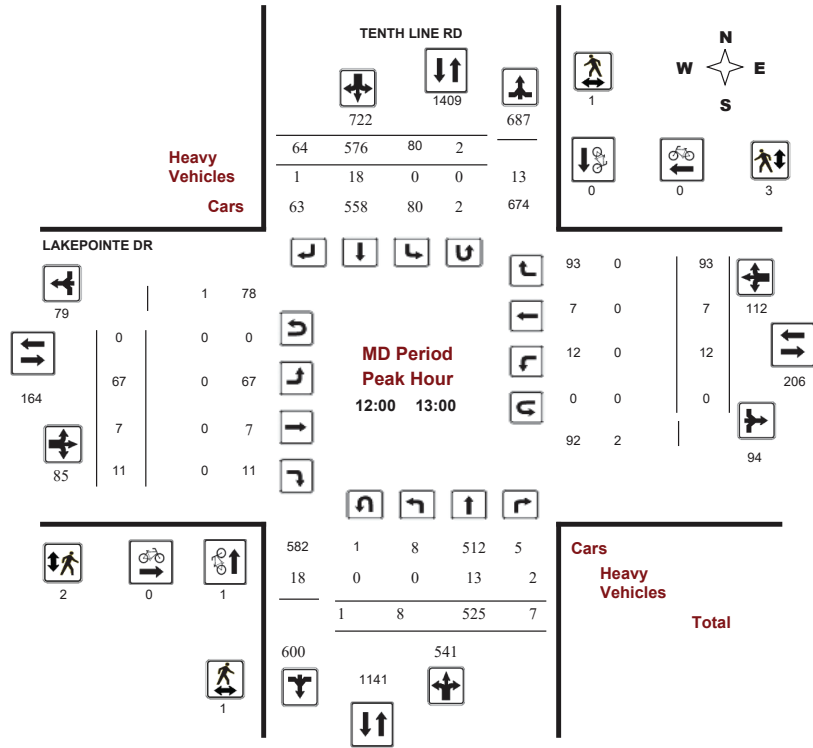 TENTH LINE RD
N
W E
S
1409
1
722 687
64 576 80 2
Heavy
Vehicles
1 18 0 0 13
0 0 3
Cars
63 558 80 2 674
LAKEPOINTE DR
93 0 93
79
1 78
112
7 0 7
0
0 0
MD Period
Peak Hour
12:00 13:00
12 0 12
164
67
0 67
206
0 0 0
7
0 7
92 2
94
85
11
0 11
582 1 8 512 5
Cars
18 0 0 13 2
Heavy
Vehicles
2 0 1
1 8 525 7
Total
600 541
1141
1